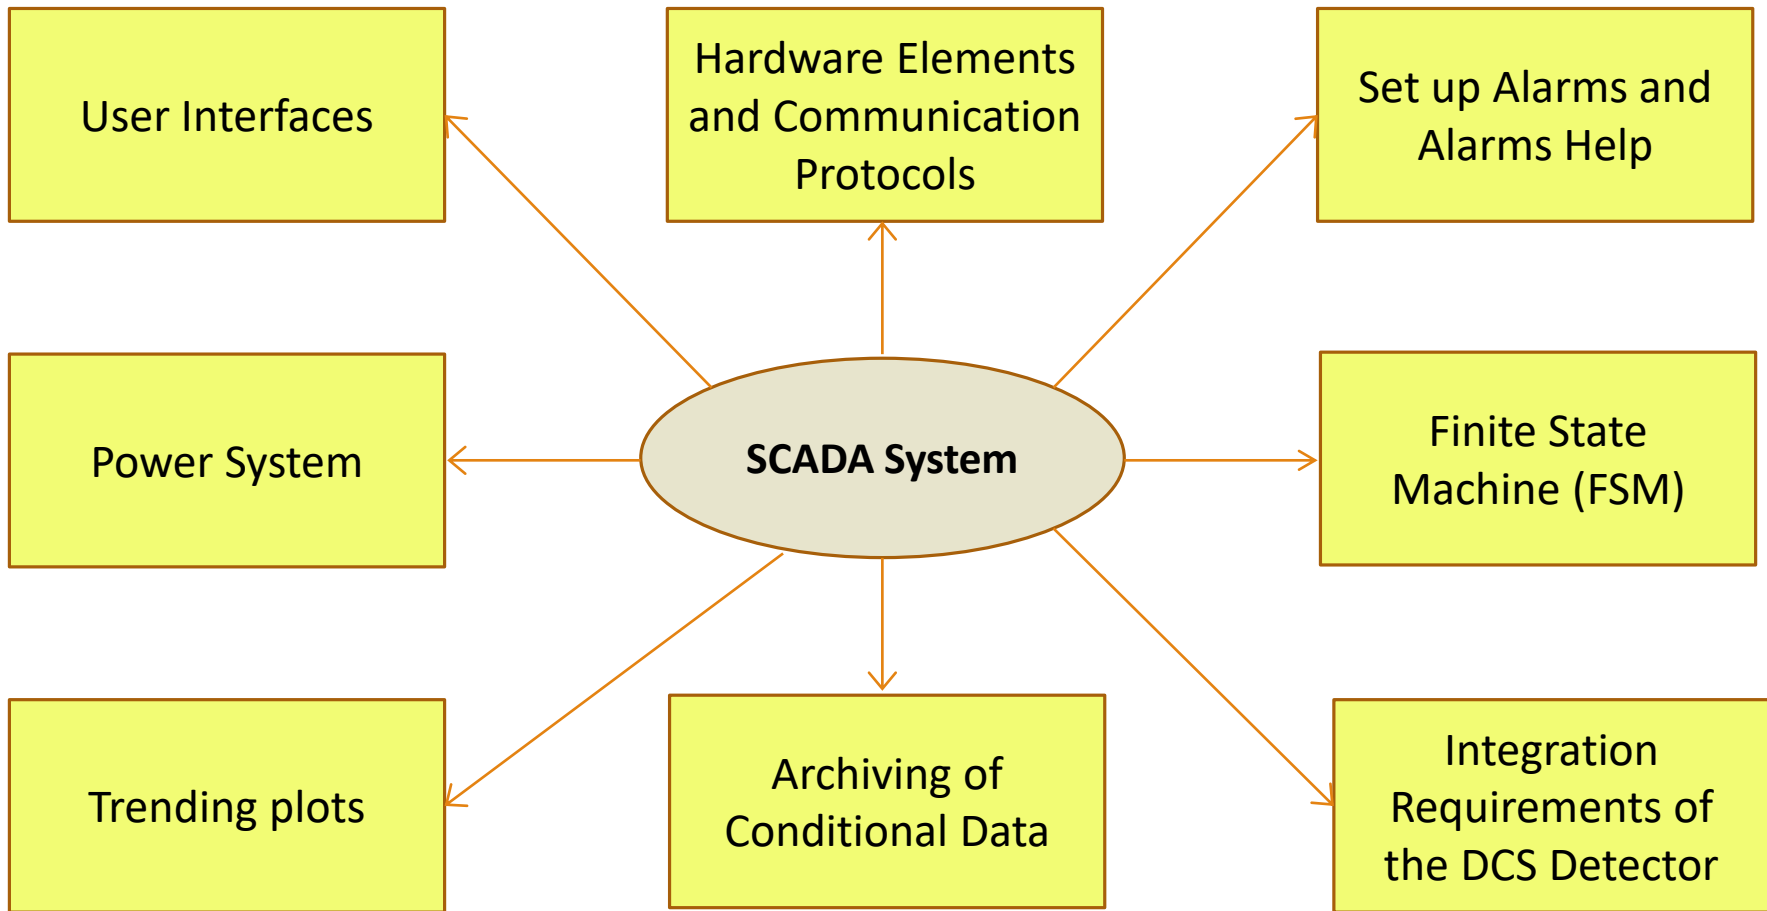 User Interfaces
Hardware Elements
and Communication
Protocols
Set up Alarms and
Alarms Help
Power System
SCADA System
Finite State
Machine (FSM)
Trending plots
Archiving of
Conditional Data
Integration
Requirements of
the DCS Detector